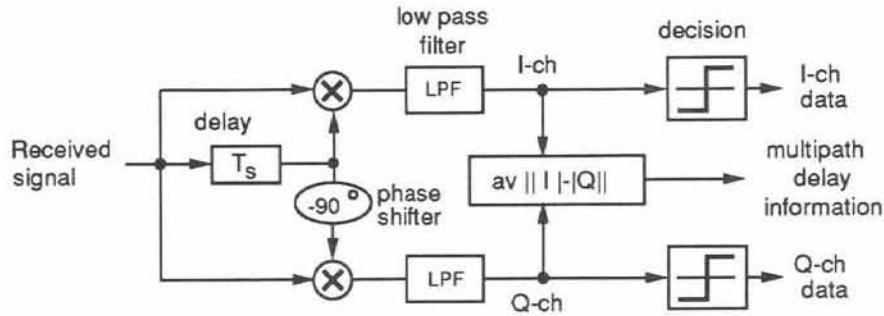 low pass
filter
decision
LPF
I-ch
I-ch
data
delay
Received
signal
Ts
av || I |-|Q||
multipath
delay
information
-90°
phase
shifter
LPF
Q-ch
Q-ch
data